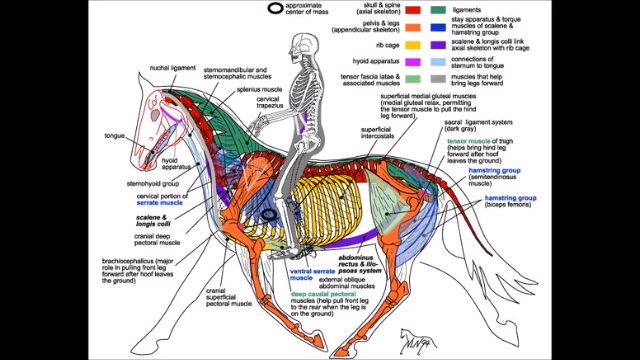 approximate
center of mass
skull & spine
(axial skeleton)
ligaments
pelvis & legs
(appendicular skeleton)
stay apparatus & torque
muscles of scalene &
hamstring group
rib cage
scalene & longis coli link
axial skeleton with rib cage
hyoid apparatus
connections of
sternum to tongue
tensor fascia latae &
associated muscles
muscles that help
bring legs forward
nuchal ligament
sternomandibular and
sternocephalic muscles
splenius muscle
cervical
trapezius
superficial medial gluteal muscles
(medial gluteal relax, permitting
the tensor muscle to pull the hind
leg forward)
superficial
intercostals
sacral ligament system
(dark gray)
tongue
tensor muscle of thigh
(helps bring hind leg
forward after hoof
leaves the ground)
hyoid
apparatus
hamstring group
(semitendinosus
muscle)
sternohyoid group
cervical portion of
serrate muscle
hamstring group
(biceps femoris)
scalene &
longis colli
cranial deep
pectoral muscle
abdominus
rectus & ilio-
psoas system
brachiocephalicus (major
role in pulling front leg
forward after hoof leaves
the ground)
ventral serrate
muscle
external oblique
abdominal muscles
cranial
superficial
pectoral muscle
deep caudal pectoral
muscles (help pull front leg
to the rear when the leg is
on the ground)